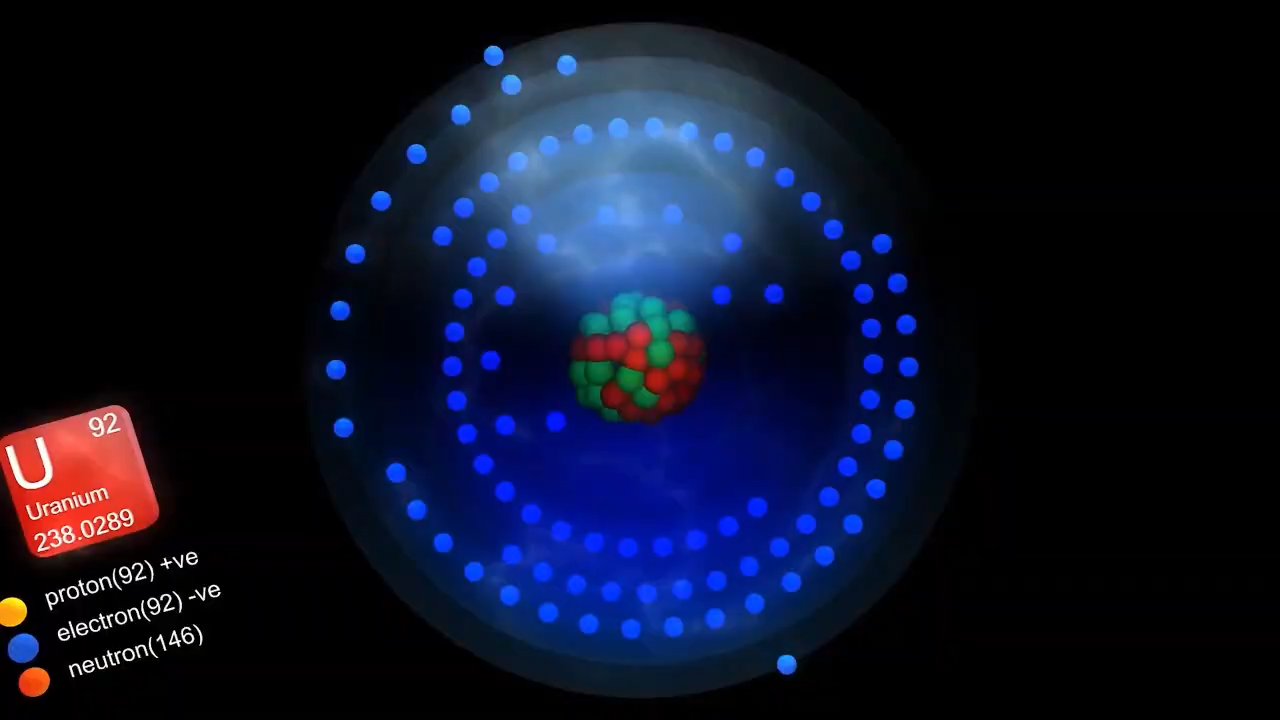 92
U
Uranium
238.0289
proton(92) +ve
electron(92) -ve
neutron(146)